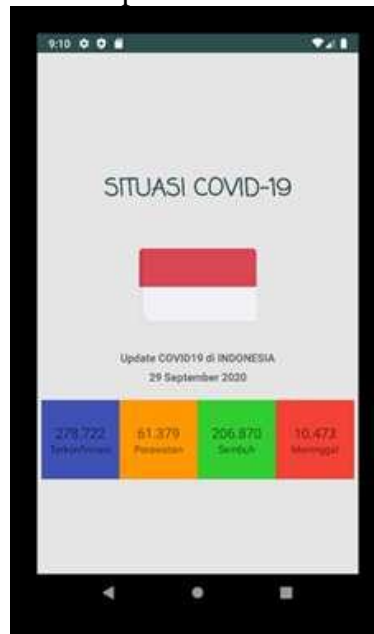 9:10
SITUASI COVID-19
Update COVID19 di INDONESIA
29 September 2020
278.722 61.379 206.870 10.473
Terkonfirmasi Perawatan Sembuh Meninggal